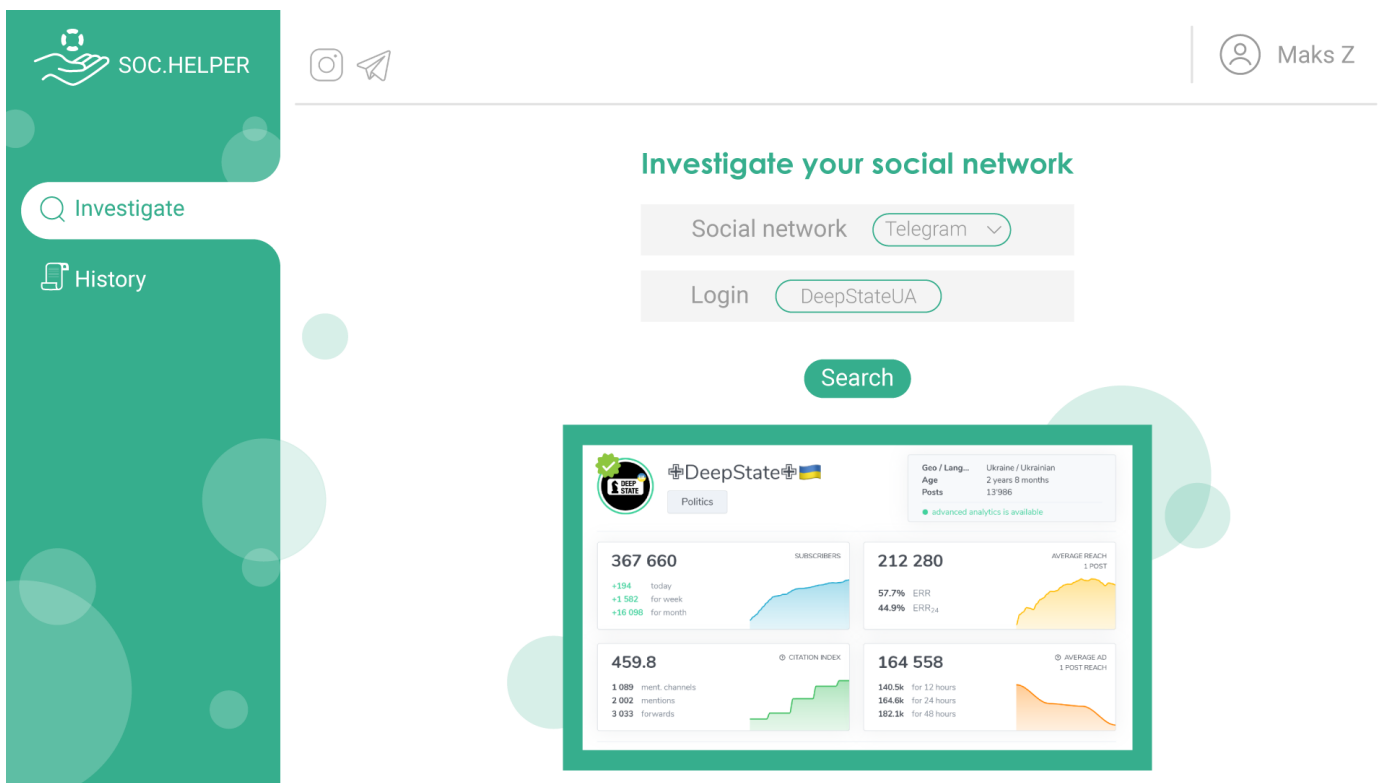 SOC.HELPER
Maks Z
Investigate
History
Investigate your social network
Social network Telegram
Login DeepStateUA
Search
DEEP STATE
✙DeepState✙🇺🇦
Politics
Geo / Lang... Ukraine / Ukrainian
Age 2 years 8 months
Posts 13'986
advanced analytics is available
367 660 SUBSCRIBERS
+194 today
+1 582 for week
+16 098 for month
212 280 AVERAGE REACH
1 POST
57.7% ERR
44.9% ERR24
459.8 CITATION INDEX
1 089 ment. channels
2 002 mentions
3 033 forwards
164 558 AVERAGE AD
1 POST REACH
140.5k for 12 hours
164.6k for 24 hours
182.1k for 48 hours